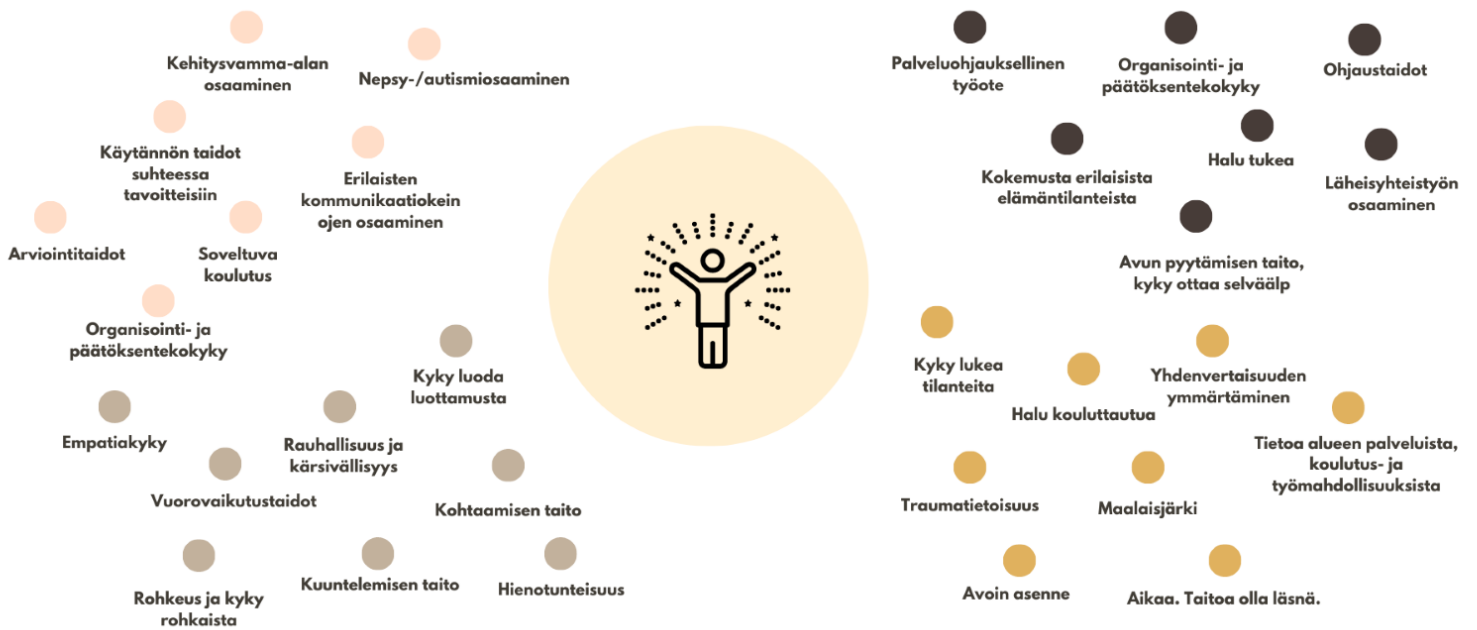 Kehitysvamma-alan
osaaminen
Nepsy-/autismiosaaminen
Käytännön taidot
suhteessa
tavoitteisiin
Erilaisten
kommunikaatiokein
ojen osaaminen
Arviointitaidot
Soveltuva
koulutus
Organisointi- ja
päätöksentekokyky
Kyky luoda
luottamusta
Empatiakyky
Rauhallisuus ja
kärsivällisyys
Vuorovaikutustaidot
Kohtaamisen taito
Rohkeus ja kyky
rohkaista
Kuuntelemisen taito
Hienotunteisuus
Palveluohjauksellinen
työote
Organisointi- ja
päätöksentekokyky
Ohjaustaidot
Kokemusta erilaisista
elämäntilanteista
Halu tukea
Läheisyhteistyön
osaaminen
Avun pyytämisen taito,
kyky ottaa selväälp
Kyky lukea
tilanteita
Halu kouluttautua
Yhdenvertaisuuden
ymmärtäminen
Tietoa alueen palveluista,
koulutus- ja
työmahdollisuuksista
Traumatietoisuus
Maalaisjärki
Avoin asenne
Aikaa. Taitoa olla läsnä.